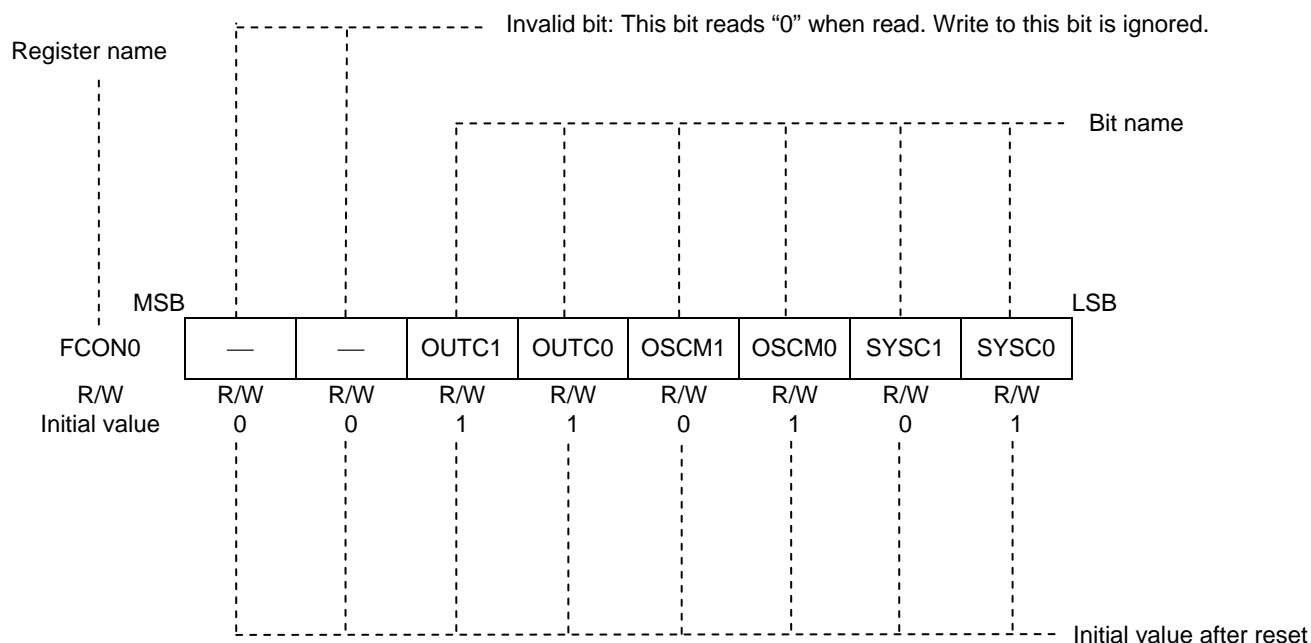 Invalid bit: This bit reads “0” when read. Write to this bit is ignored.
Register name
Bit name
MSB LSB
FCON0 — — OUTC1 OUTC0 OSCM1 OSCM0 SYSC1 SYSC0
R/W R/W R/W R/W R/W R/W R/W R/W R/W
Initial value 0 0 1 1 0 1 0 1
Initial value after reset